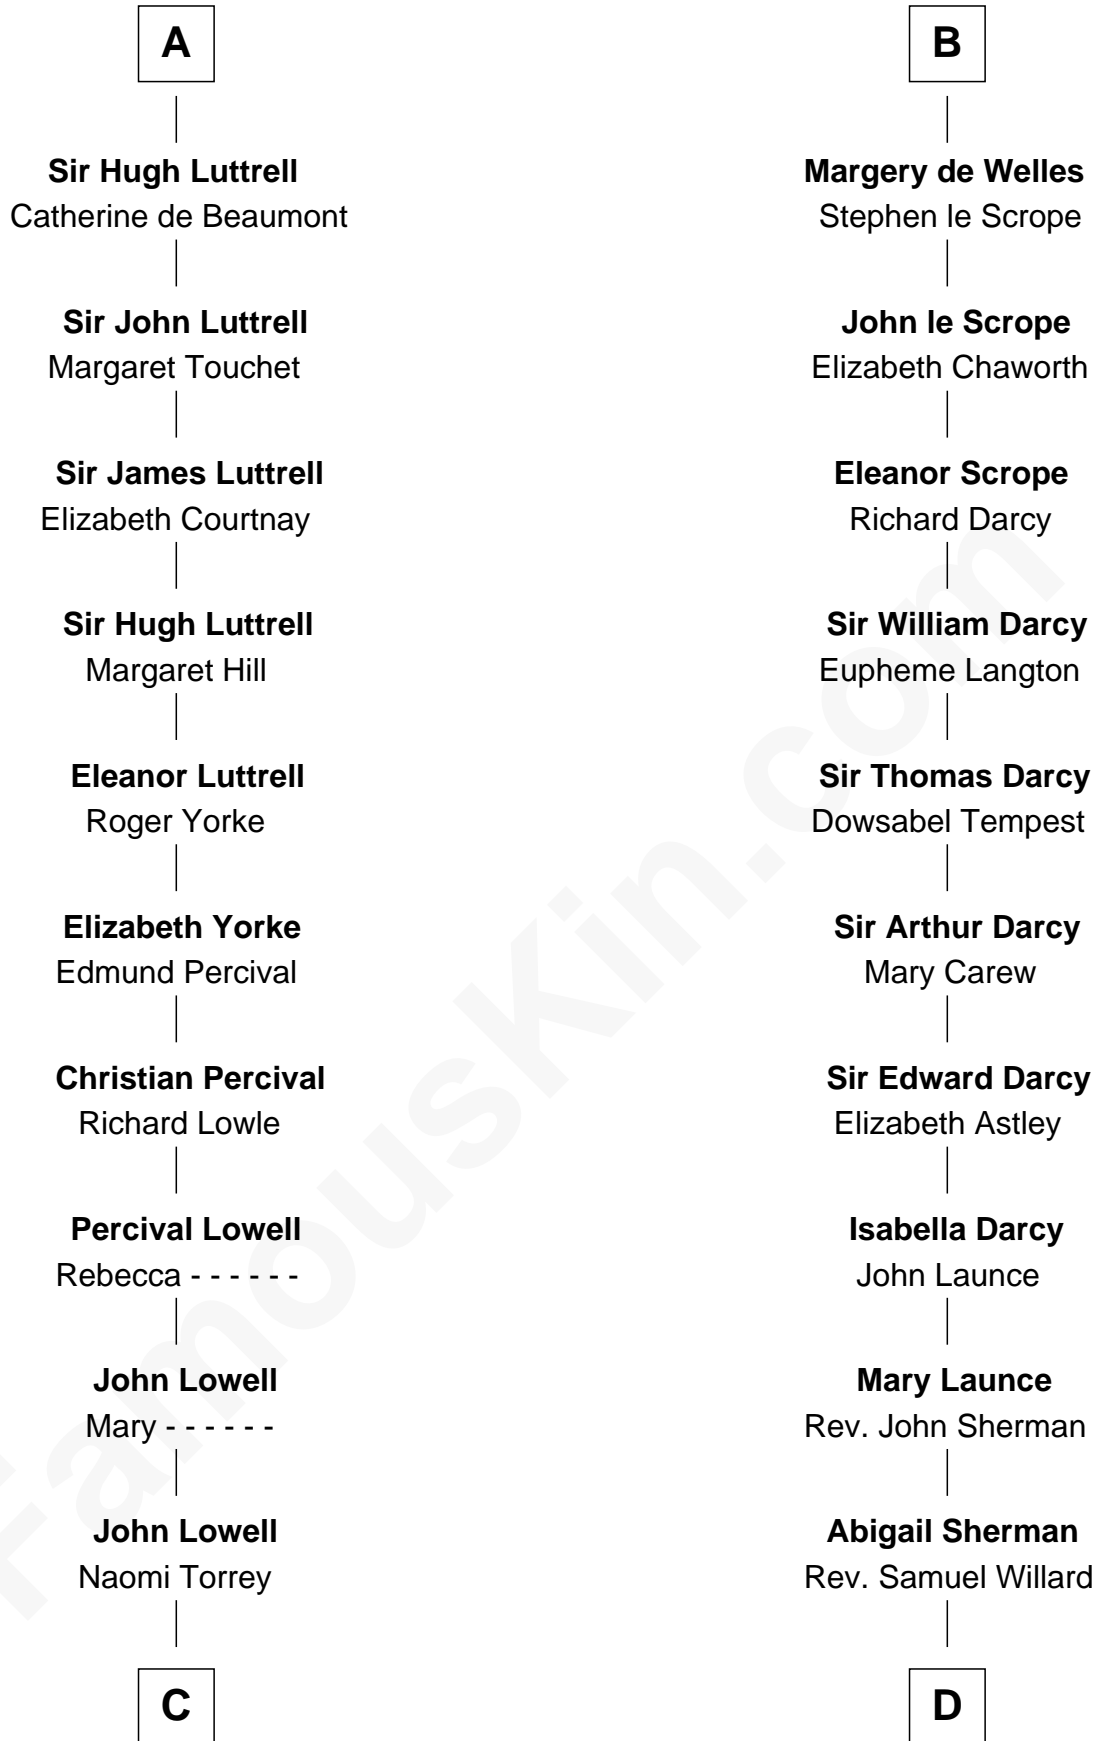 A
Sir Hugh Luttrell
Catherine de Beaumont
Sir John Luttrell
Margaret Touchet
Sir James Luttrell
Elizabeth Courtnay
Sir Hugh Luttrell
Margaret Hill
Eleanor Luttrell
Roger Yorke
Elizabeth Yorke
Edmund Percival
Christian Percival
Richard Lowle
Percival Lowell
Rebecca - - - - - -
John Lowell
Mary - - - - - -
John Lowell
Naomi Torrey
C
B
Margery de Welles
Stephen le Scrope
John le Scrope
Elizabeth Chaworth
Eleanor Scrope
Richard Darcy
Sir William Darcy
Eupheme Langton
Sir Thomas Darcy
Dowsabel Tempest
Sir Arthur Darcy
Mary Carew
Sir Edward Darcy
Elizabeth Astley
Isabella Darcy
John Launce
Mary Launce
Rev. John Sherman
Abigail Sherman
Rev. Samuel Willard
D
FamousKin.com